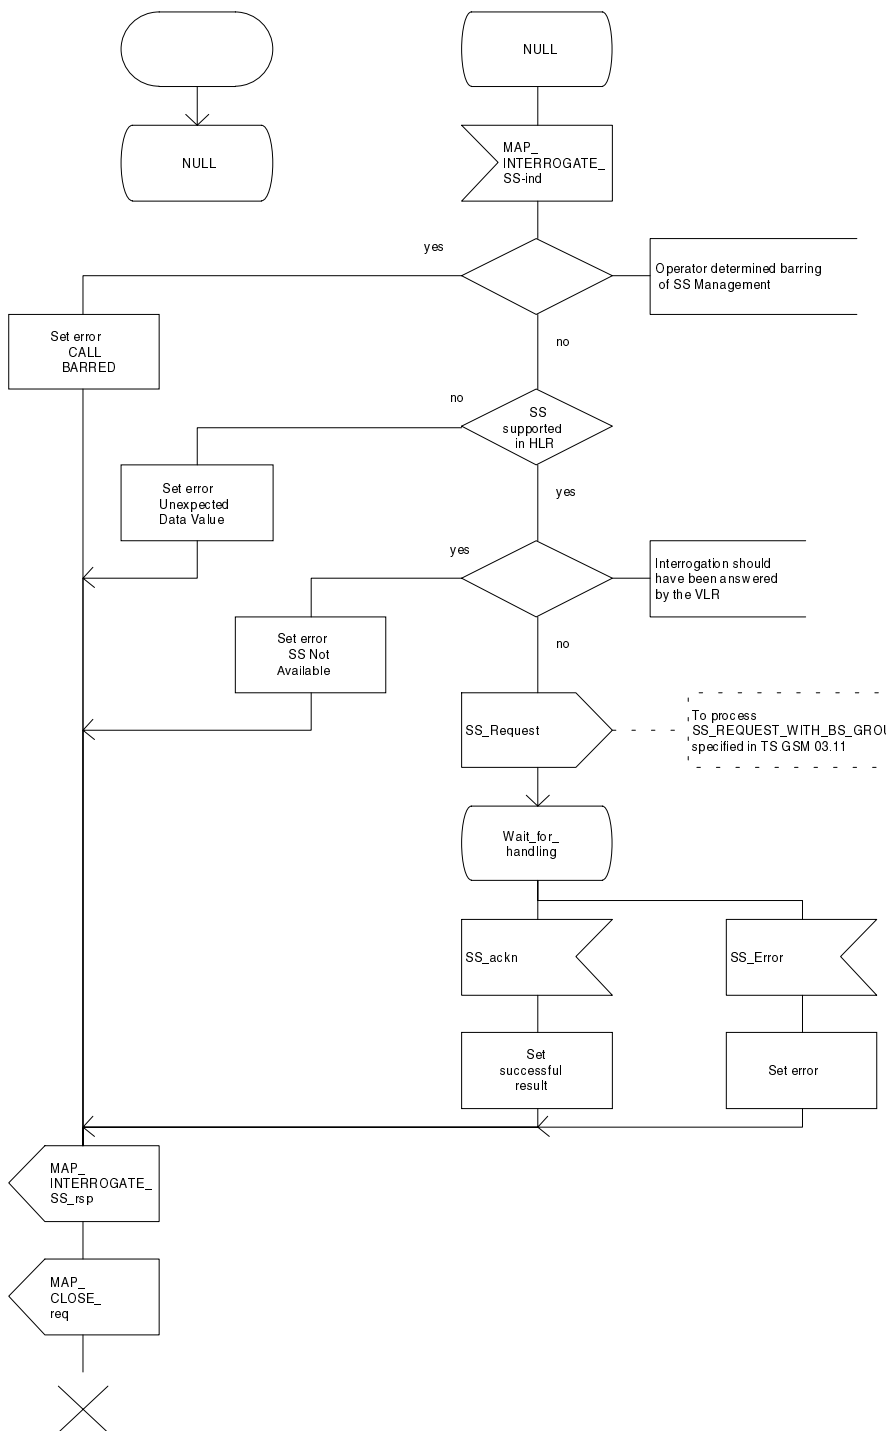 NULL
NULL
MAP_
INTERROGATE_
SS-ind
yes
Operator determined barring
of SS Management
Set error
CALL
BARRED
no
no
SS
supported
in HLR
Set error
Unexpected
Data Value
yes
yes
Interrogation should
have been answered
by the VLR
Set error
SS Not
Available
no
SS_Request
To process
SS_REQUEST_WITH_BS_GROU
specified in TS GSM 03.11
Wait_for_
handling
SS_ackn
SS_Error
Set
successful
result
Set error
MAP_
INTERROGATE_
SS_rsp
MAP_
CLOSE_
req